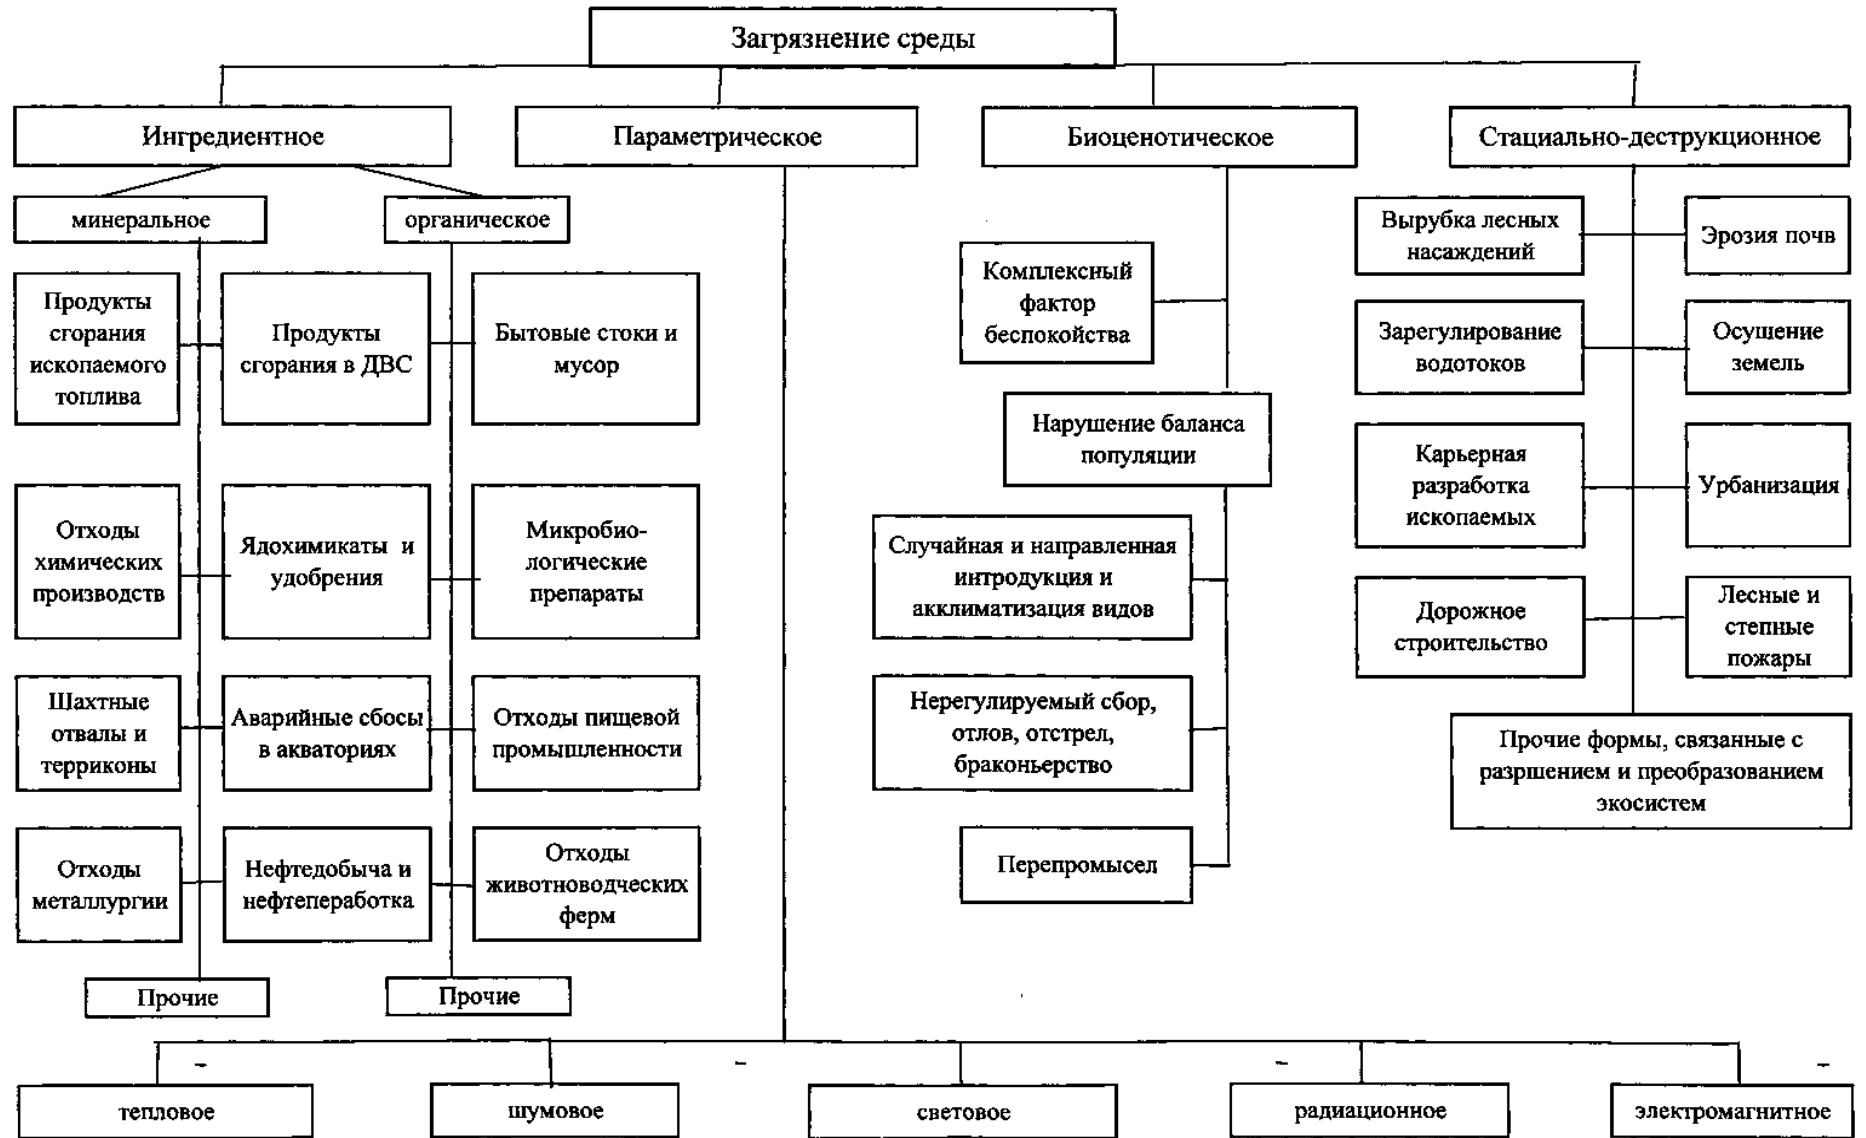 Загрязнение среды
Ингредиентное
Параметрическое
Биоценотическое
Стациально-деструкционное
минеральное
органическое
Продукты
сгорания
ископаемого
топлива
Продукты
сгорания в ДВС
Бытовые стоки и
мусор
Отходы
химических
производств
Ядохимикаты и
удобрения
Микробио-
логические
препараты
Шахтные
отвалы и
терриконы
Аварийные сбосы
в акваториях
Отходы пищевой
промышленности
Отходы
металлургии
Нефтедобыча и
нефтепеработка
Отходы
животноводческих
ферм
Прочие
Прочие
Комплексный
фактор
беспокойства
Нарушение баланса
популяции
Случайная и направленная
интродукция и
акклиматизация видов
Нерегулируемый сбор,
отлов, отстрел,
браконьерство
Перепромысел
Вырубка лесных
насаждений
Эрозия почв
Зарегулирование
водотоков
Осушение
земель
Карьерная
разработка
ископаемых
Урбанизация
Дорожное
строительство
Лесные и
степные
пожары
Прочие формы, связанные с
разршением и преобразованием
экосистем
тепловое
шумовое
световое
радиационное
электромагнитное